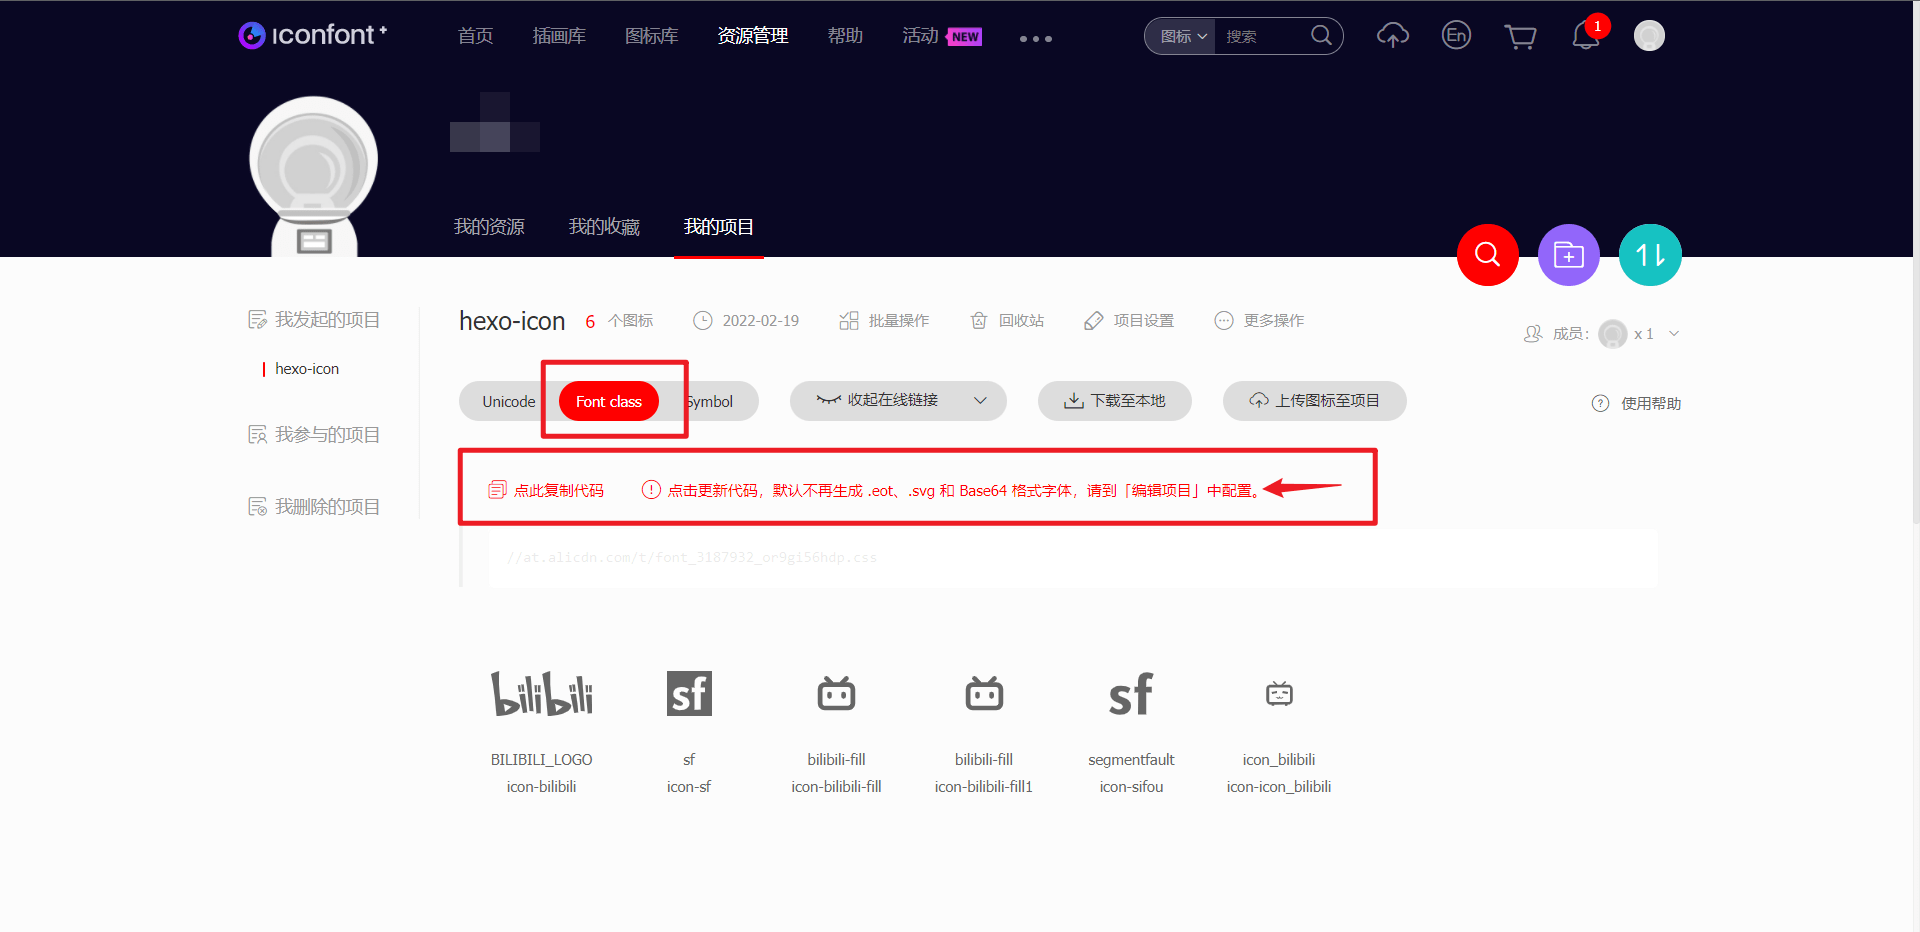 iconfont+ 首页 插画库 图标库 资源管理 帮助 活动 NEW 图标 搜索 En 1
我的资源 我的收藏 我的项目
我发起的项目
hexo-icon
我参与的项目
我删除的项目
hexo-icon 6 个图标 2022-02-19 批量操作 回收站 项目设置 更多操作
成员: x 1
Unicode Font class Symbol 收起在线链接 下载至本地 上传图标至项目 使用帮助
点此复制代码 点击更新代码，默认不再生成 .eot、.svg 和 Base64 格式字体，请到「编辑项目」中配置。
//at.alicdn.com/t/font_3187932_or9gi56hdp.css
bilibili sf sf
BILIBILI_LOGO sf bilibili-fill bilibili-fill segmentfault icon_bilibili
icon-bilibili icon-sf icon-bilibili-fill icon-bilibili-fill1 icon-sifou icon-icon_bilibili